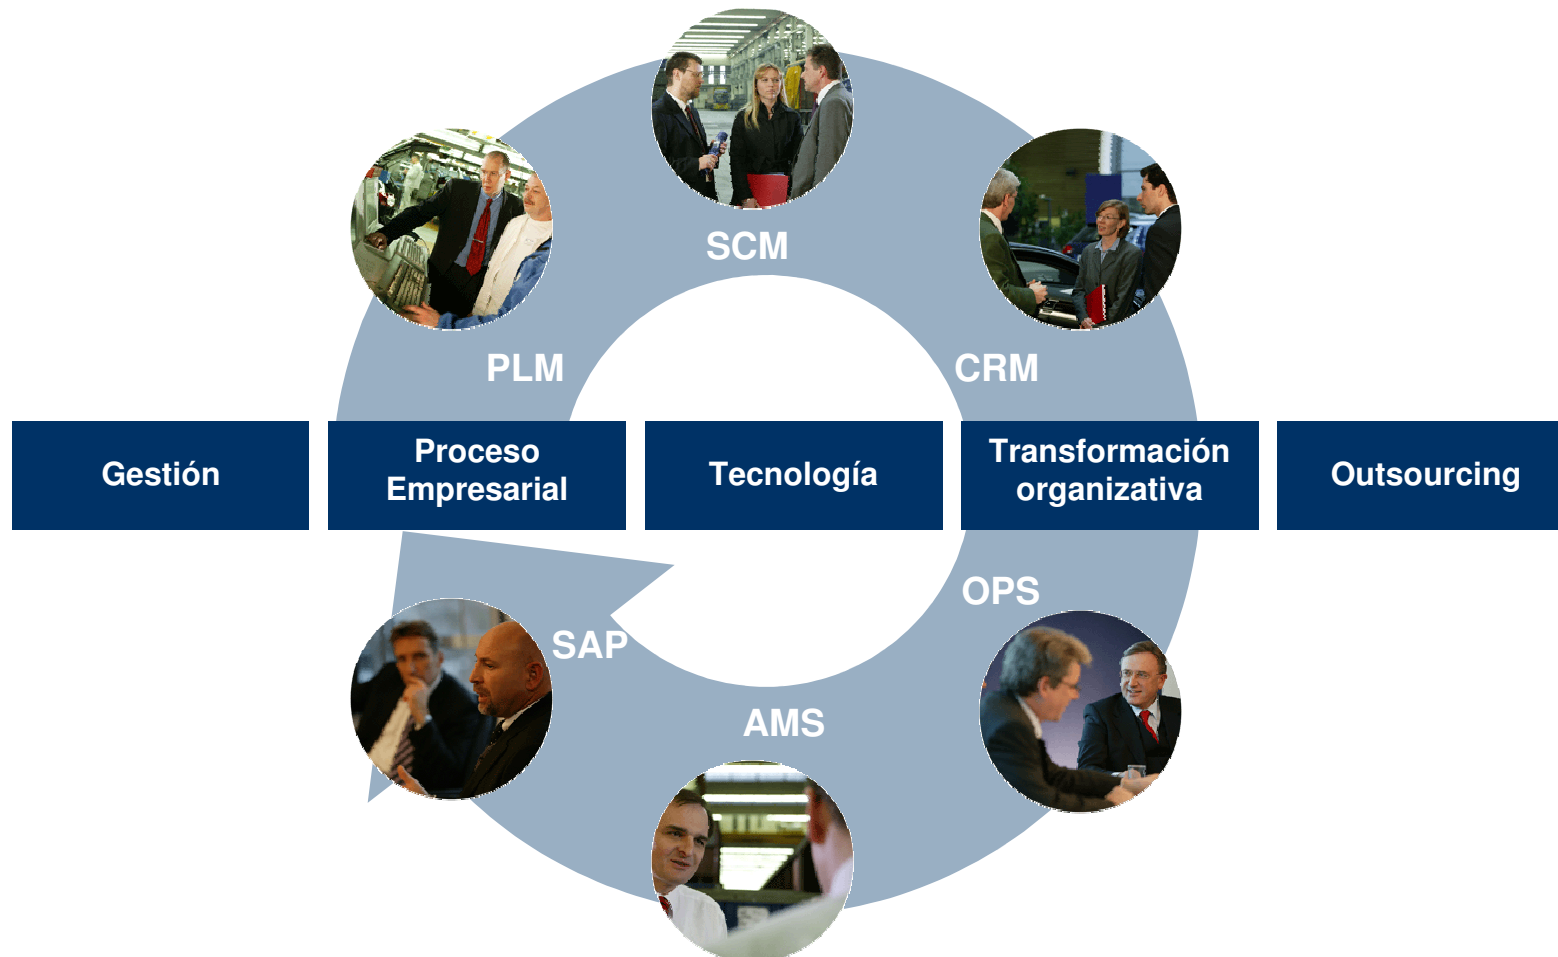 SCM
PLM
CRM
Gestión
Proceso
Empresarial
Tecnología
Transformación
organizativa
Outsourcing
OPS
SAP
AMS